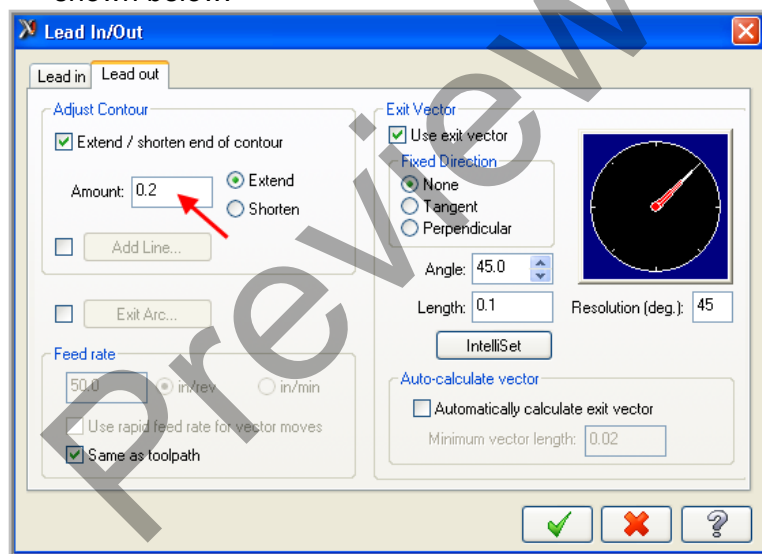 shown below.
Lead In/Out
Lead in Lead out
Adjust Contour
Extend / shorten end of contour
Amount: 0.2
Extend
Shorten
Add Line...
Exit Arc...
Feed rate
50.0 in/rev in/min
Use rapid feed rate for vector moves
Same as toolpath
Exit Vector
Use exit vector
Fixed Direction
None
Tangent
Perpendicular
Angle: 45.0
Length: 0.1 Resolution (deg.): 45
IntelliSet
Auto-calculate vector
Automatically calculate exit vector
Minimum vector length: 0.02
Preview